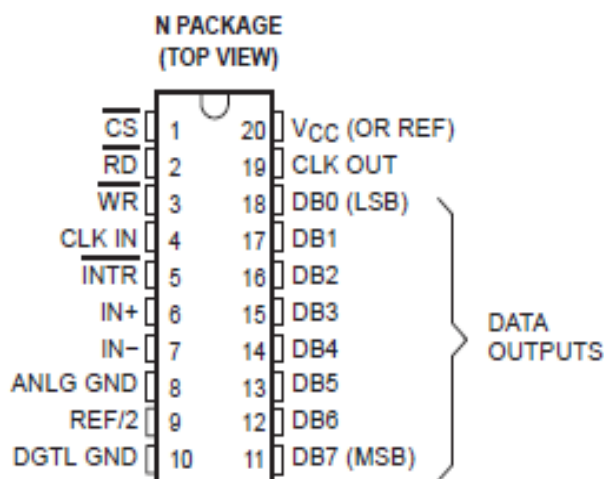 N PACKAGE
(TOP VIEW)
CS 1 20 VCC (OR REF)
RD 2 19 CLK OUT
WR 3 18 DB0 (LSB)
CLK IN 4 17 DB1
INTR 5 16 DB2
IN+ 6 15 DB3
IN− 7 14 DB4
ANLG GND 8 13 DB5
REF/2 9 12 DB6
DGTL GND 10 11 DB7 (MSB)
DATA
OUTPUTS